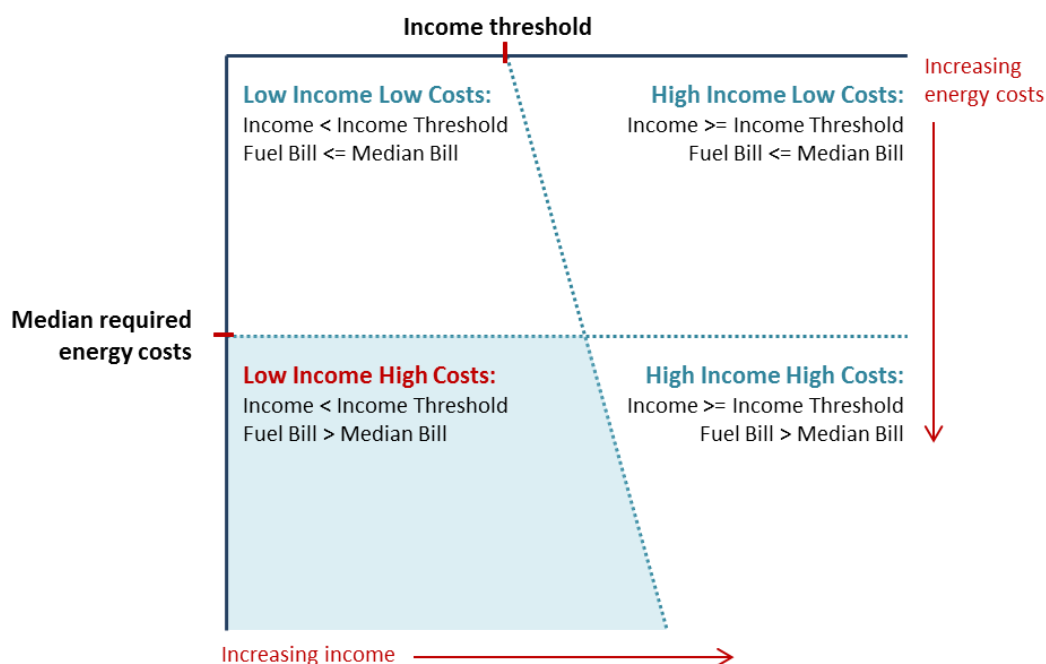 Income threshold
Increasing
energy costs
Low Income Low Costs:
Income < Income Threshold
Fuel Bill <= Median Bill
High Income Low Costs:
Income >= Income Threshold
Fuel Bill <= Median Bill
Median required
energy costs
Low Income High Costs:
Income < Income Threshold
Fuel Bill > Median Bill
High Income High Costs:
Income >= Income Threshold
Fuel Bill > Median Bill
Increasing income